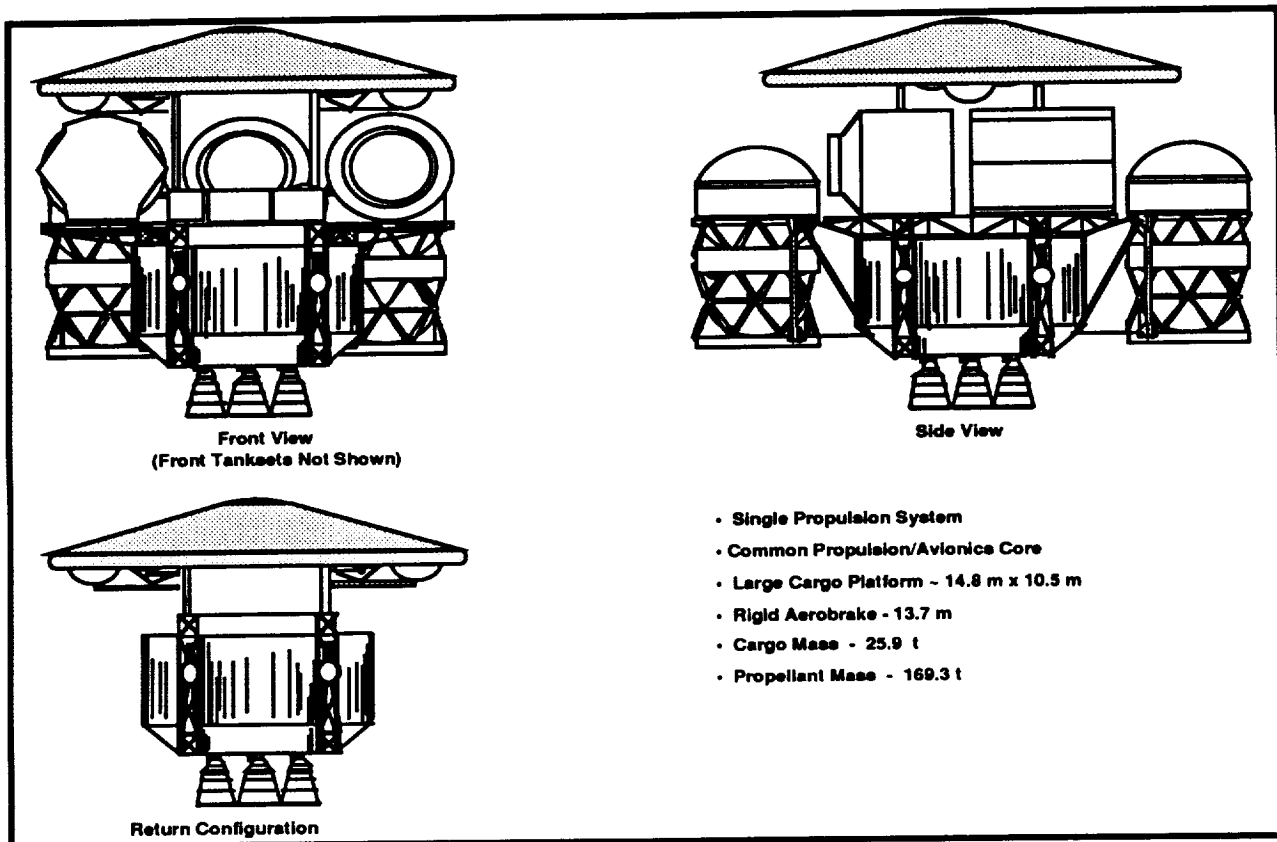 Front View
(Front Tanksets Not Shown)
Side View
• Single Propulsion System
• Common Propulsion/Avionics Core
• Large Cargo Platform ~ 14.8 m x 10.5 m
• Rigid Aerobrake - 13.7 m
• Cargo Mass - 25.9 t
• Propellant Mass - 169.3 t
Return Configuration